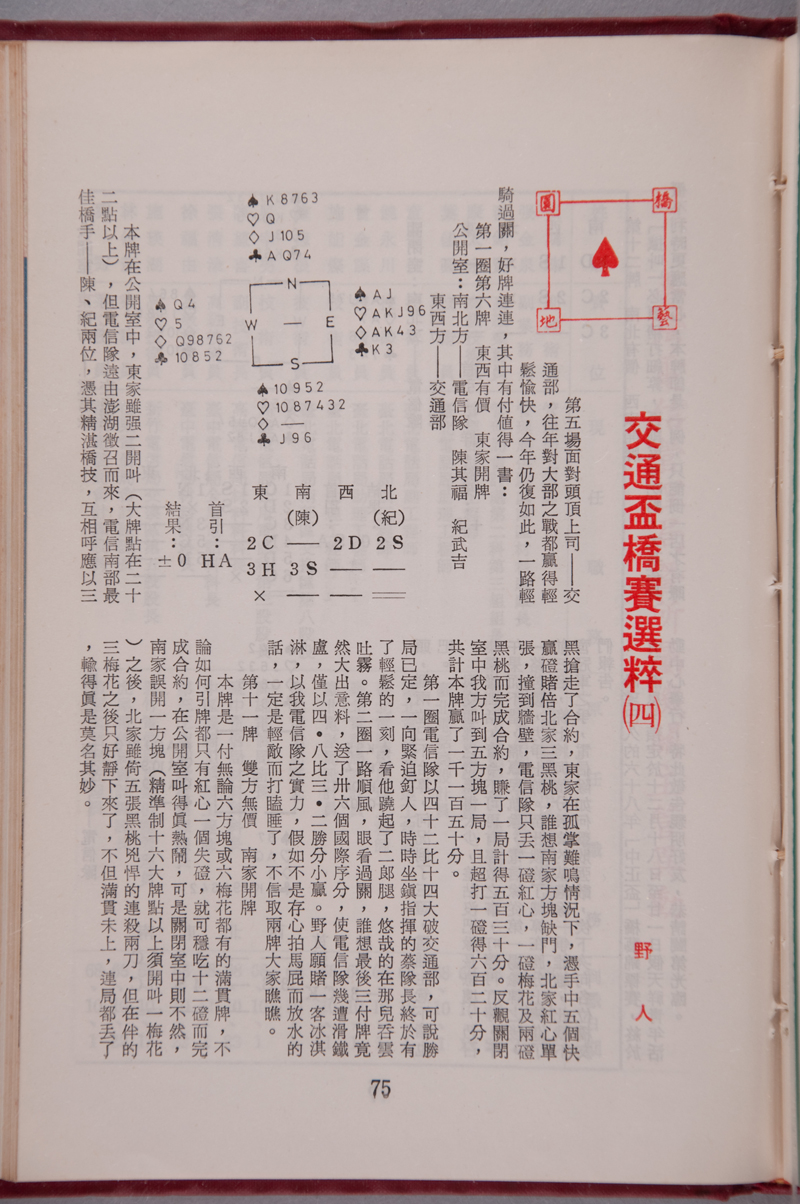 橋藝
圓地
交通盃橋賽選粹㈣
野人
第五場面對頭頂上司——交
通部，往年對大部之戰都贏得輕
鬆愉快，今年仍復如此，一路輕
騎過關，好牌連連，其中有付値得一書：
第一圈第六牌　東西有價　東家開牌
公開室：南北方——電信隊　陳其福　紀武吉
東西方——交通部
♠ K 8763
♡ Q
◇ J 105
♣ A Q74
N
W — E
S
♠ A J
♡ A K J 96
◇ A K 4 3
♣ K 3
♠ Q 4
♡ 5
◇ Q98762
♣ 10852
♠ 10952
♡ 1087432
◇ —
♣ J 96
東 南 西 北
（陳） （紀）
2C — 2D 2S
3H 3S — —
× — — ＝
首引：HA
結果：±0
本牌在公開室中，東家雖强二開叫（大牌點在二十
二點以上），但電信隊遠由澎湖徵召而來，電信南部最
佳橋手——陳、紀兩位，憑其精湛橋技，互相呼應以三
黑搶走了合約，東家在孤掌難鳴情況下，憑手中五個快
贏磴賭倍北家三黑桃，誰想南家方塊缺門，北家紅心單
張，撞到牆壁，電信隊只丟一磴紅心，一磴梅花及兩磴
黑桃而完成合約，賺了一局計得五百三十分。反觀關閉
室中我方叫到五方塊一局，且超打一磴得六百二十分，
共計本牌贏了一千一百五十分。
第一圈電信隊以四十二比十四大破交通部，可說勝
局已定，一向緊迫釘人，時時坐鎭指揮的蔡隊長終於有
了輕鬆的一刻，看他蹺起了二郎腿，悠哉的在那兒吞雲
吐霧。第二圈一路順風，眼看過關，誰想最後三付牌竟
然大出意料，送了卅六個國際序分，使電信隊幾遭滑鐵
盧，僅以四•八比三•二勝分小贏。野人願賭一客冰淇
淋，以我電信隊之實力，假如不是存心拍馬屁而放水的
話，一定是輕敵而打瞌睡了，不信取兩牌大家瞧瞧。
第十一牌　雙方無價　南家開牌
本牌是一付無論六方塊或六梅花都有的滿貫牌，不
論如何引牌都只有紅心一個失磴，就可穩吃十二磴而完
成合約，在公開室叫得眞熱鬧，可是關閉室中則不然，
南家誤開一方塊（精準制十六大牌點以上須開叫一梅花
）之後，北家雖倚五張黑桃兇悍的連殺兩刀，但在伴的
三梅花之後只好靜下來了，不但滿貫未上，連局都丟了
，輸得眞是莫名其妙。
75